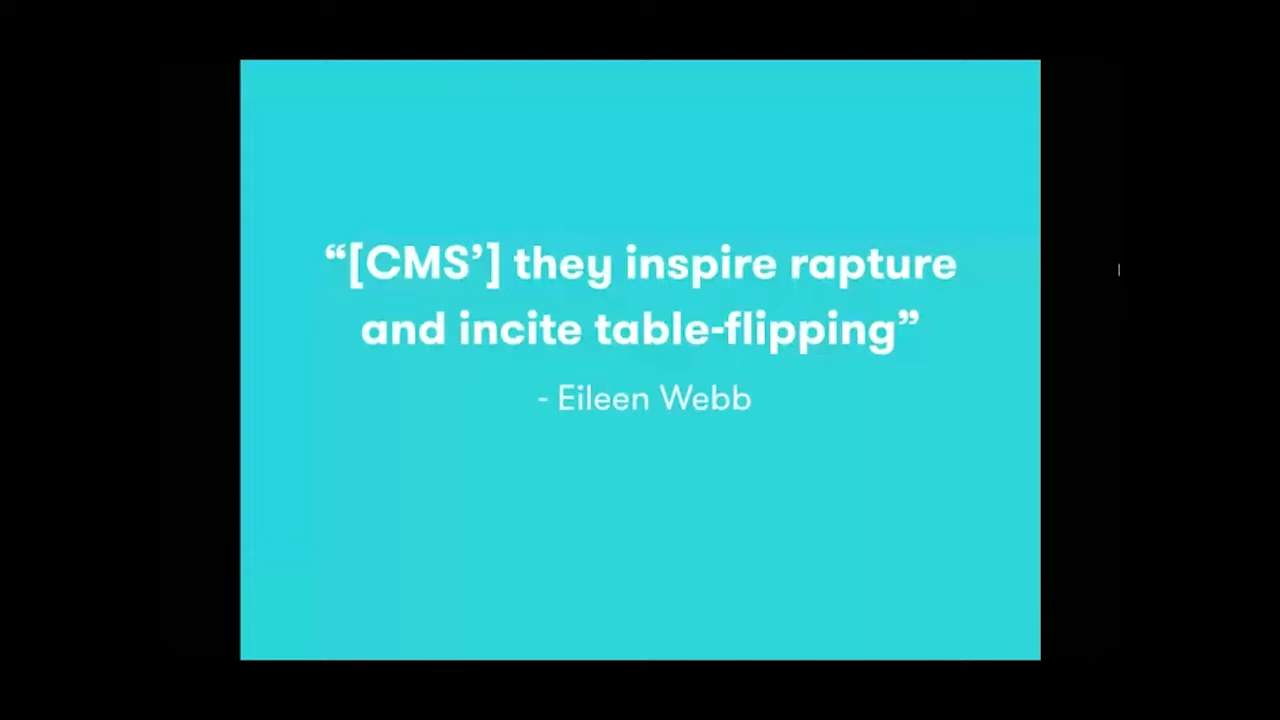 “[CMS’] they inspire rapture
and incite table-flipping”
- Eileen Webb